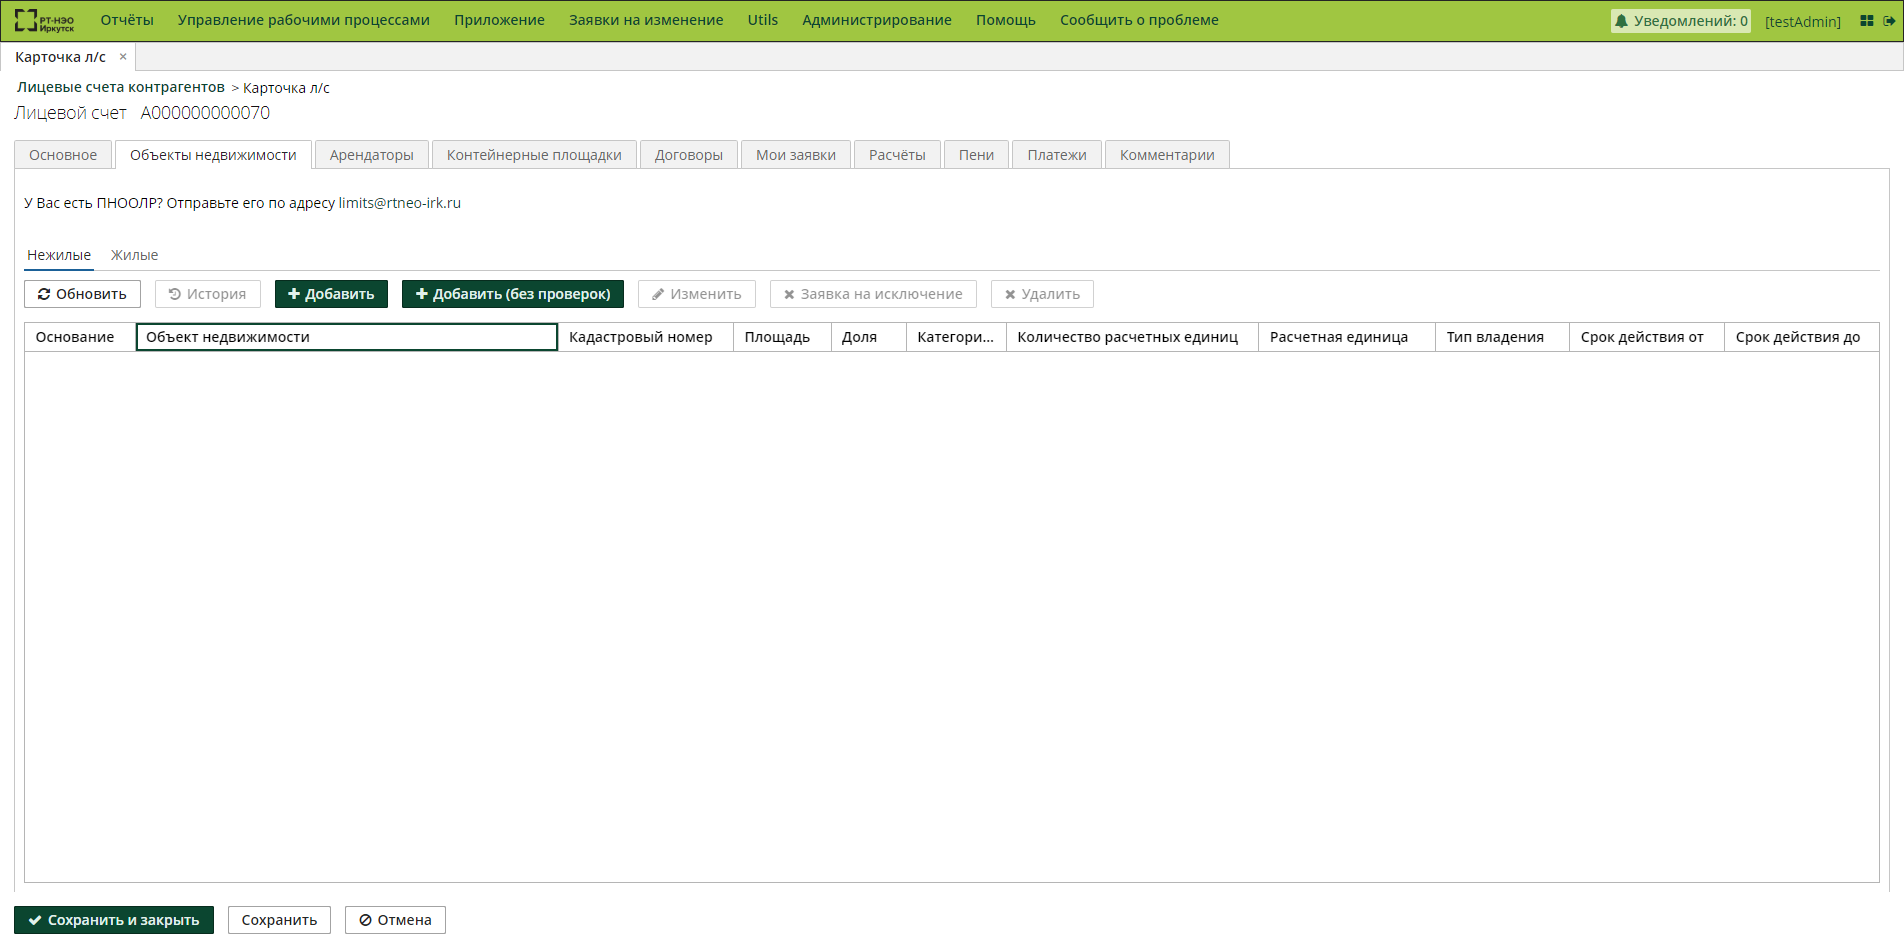 РТ-НЭО
Иркутск
Отчёты Управление рабочими процессами Приложение Заявки на изменение Utils Администрирование Помощь Сообщить о проблеме Уведомлений: 0 [testAdmin]
Карточка л/с ×
Лицевые счета контрагентов > Карточка л/с
Лицевой счет А000000000070
Основное Объекты недвижимости Арендаторы Контейнерные площадки Договоры Мои заявки Расчёты Пени Платежи Комментарии
У Вас есть ПНООЛР? Отправьте его по адресу limits@rtneo-irk.ru
Нежилые Жилые
Обновить История Добавить Добавить (без проверок) Изменить Заявка на исключение Удалить
Основание Объект недвижимости Кадастровый номер Площадь Доля Категори... Количество расчетных единиц Расчетная единица Тип владения Срок действия от Срок действия до
Сохранить и закрыть Сохранить Отмена